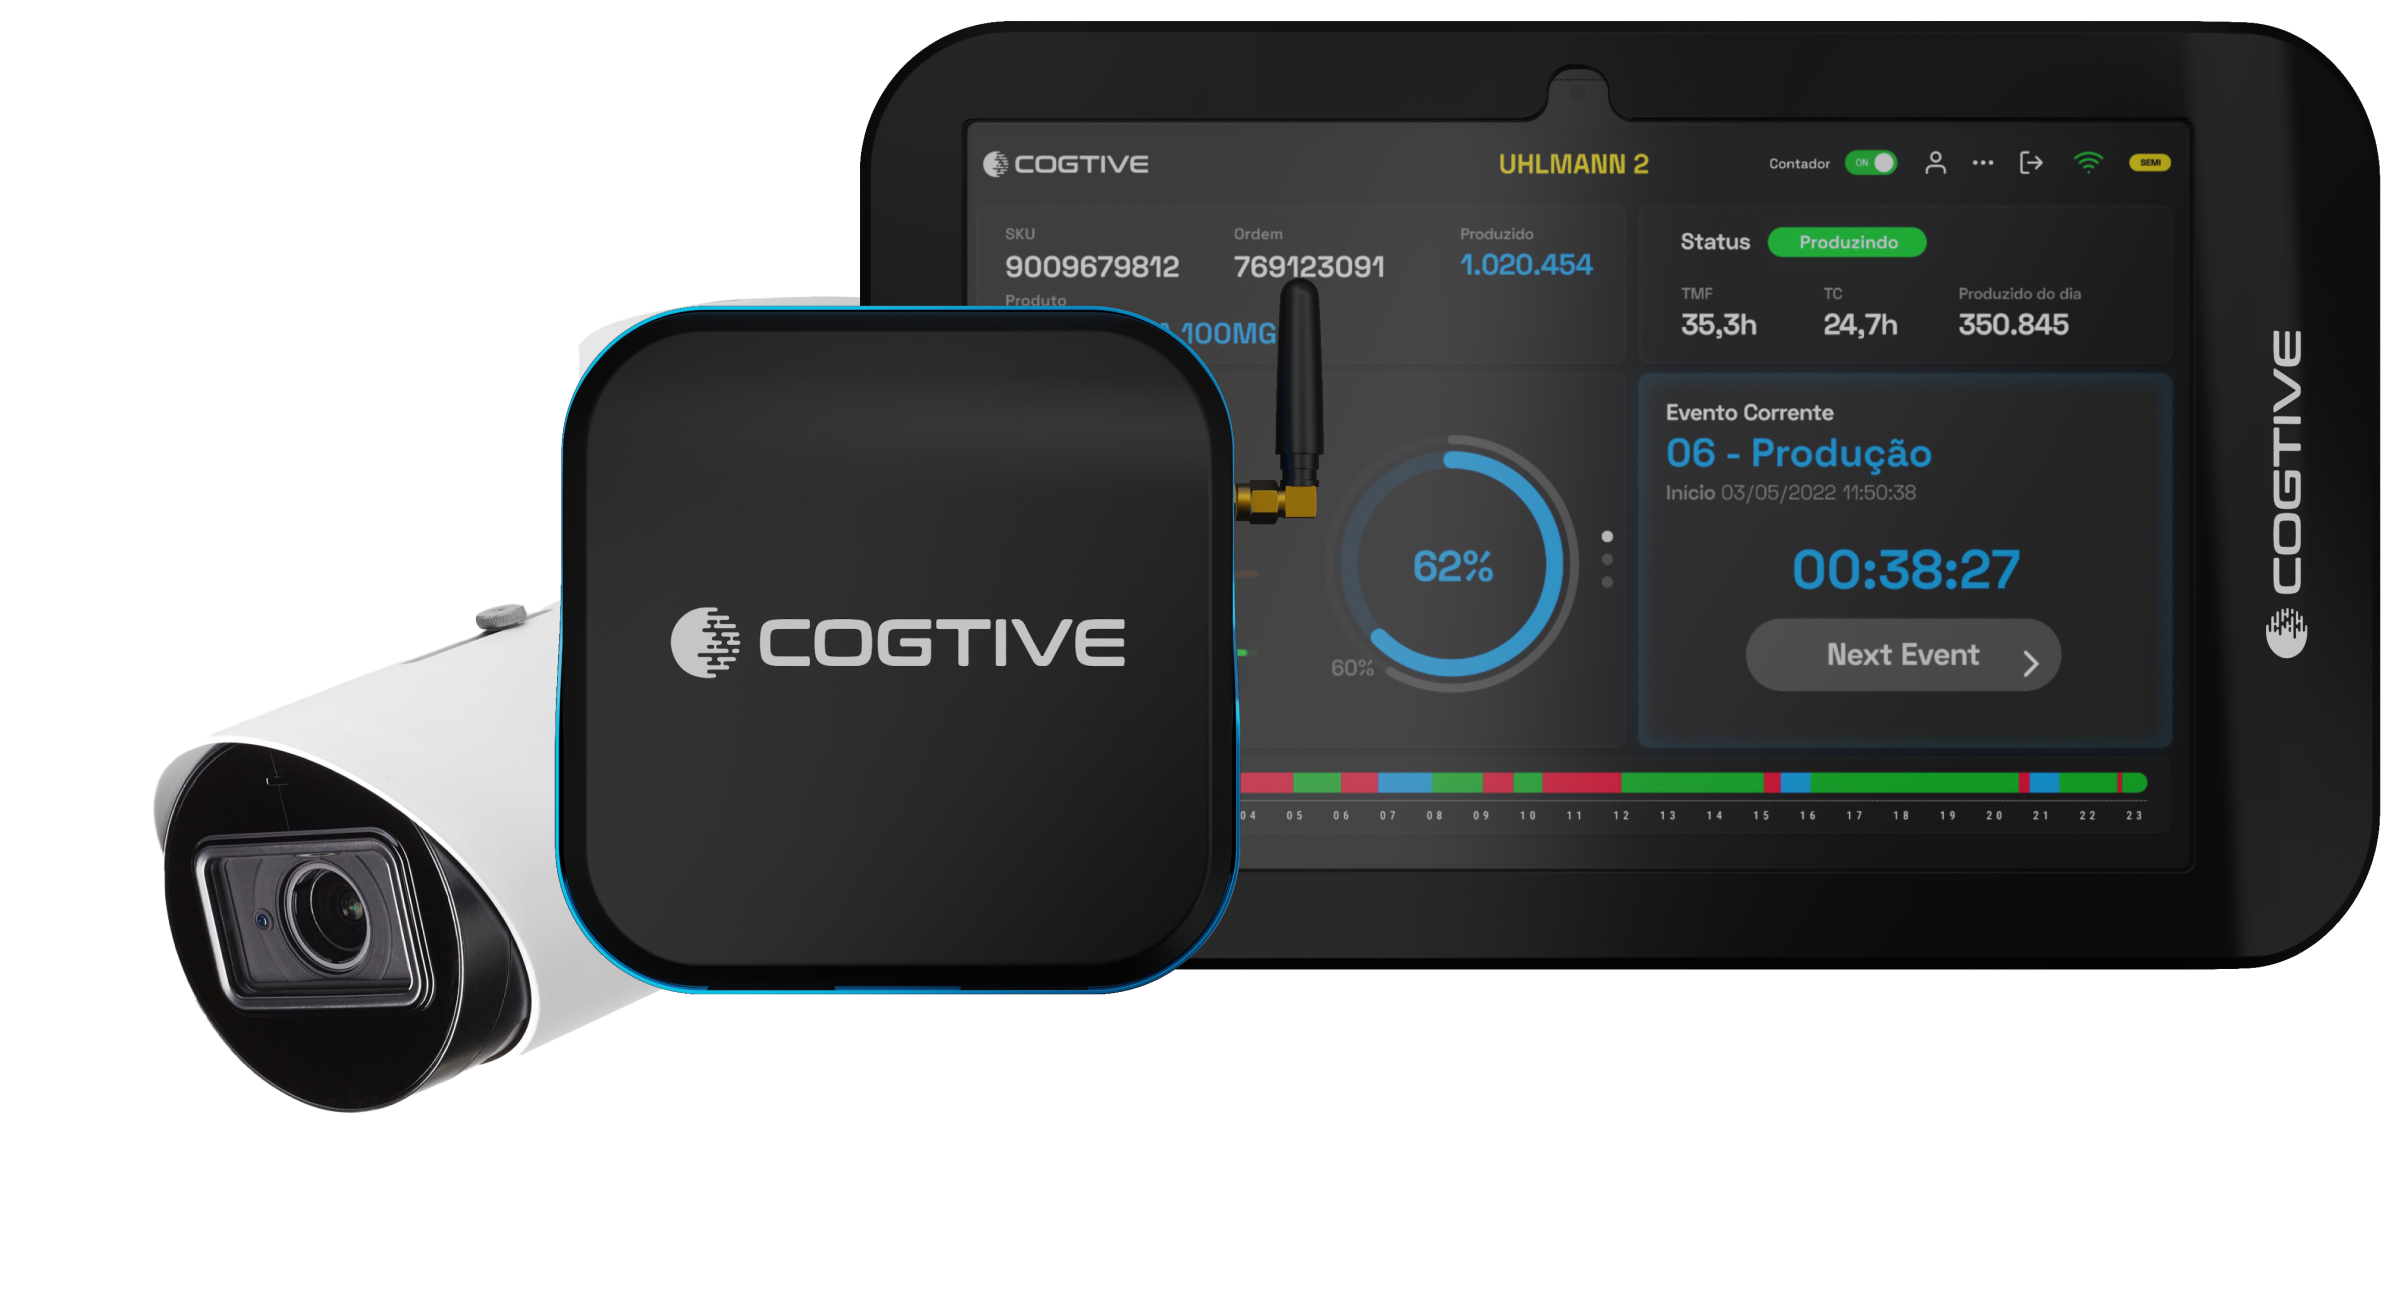 COGTIVE
UHLMANN 2
Contador
ON
SEMI
SKU
Ordem
Produzido
9009679812
769123091
1.020.454
Produto
100MG
Status
Produzindo
TMF
TC
Produzido do dia
35,3h
24,7h
350.845
Evento Corrente
06 - Produção
Início 03/05/2022 11:50:38
00:38:27
Next Event
62%
60%
04 05 06 07 08 09 10 11 12 13 14 15 16 17 18 19 20 21 22 23
COGTIVE
COGTIVE